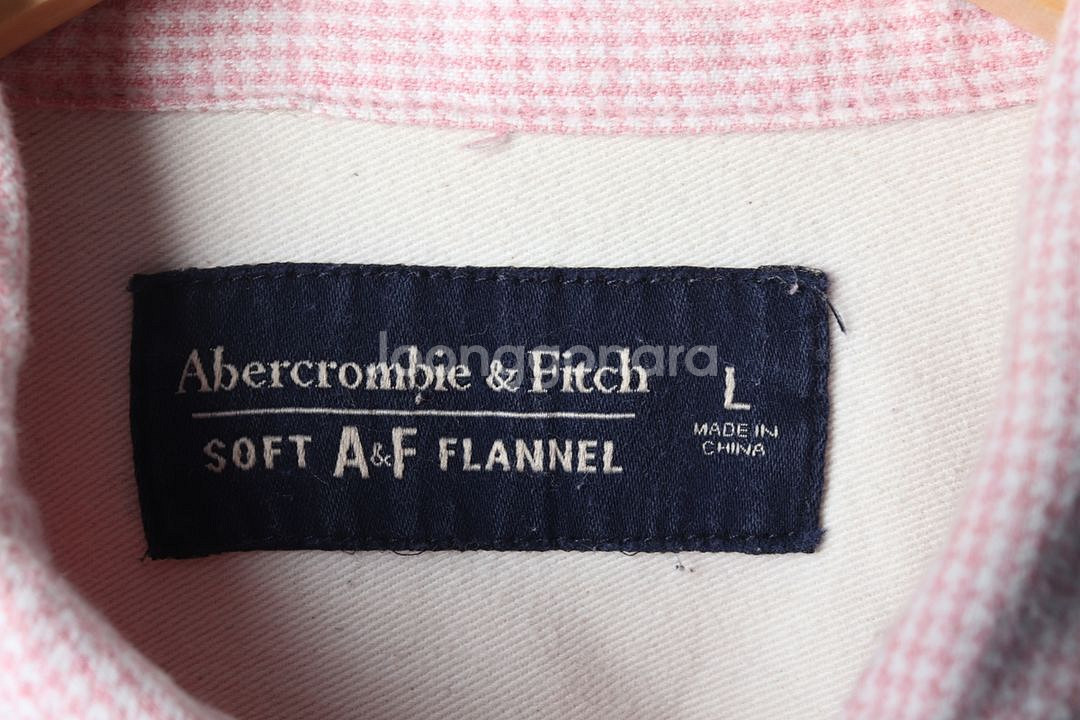 Abercrombie & Fitch
SOFT A&F FLANNEL
L
MADE IN
CHINA